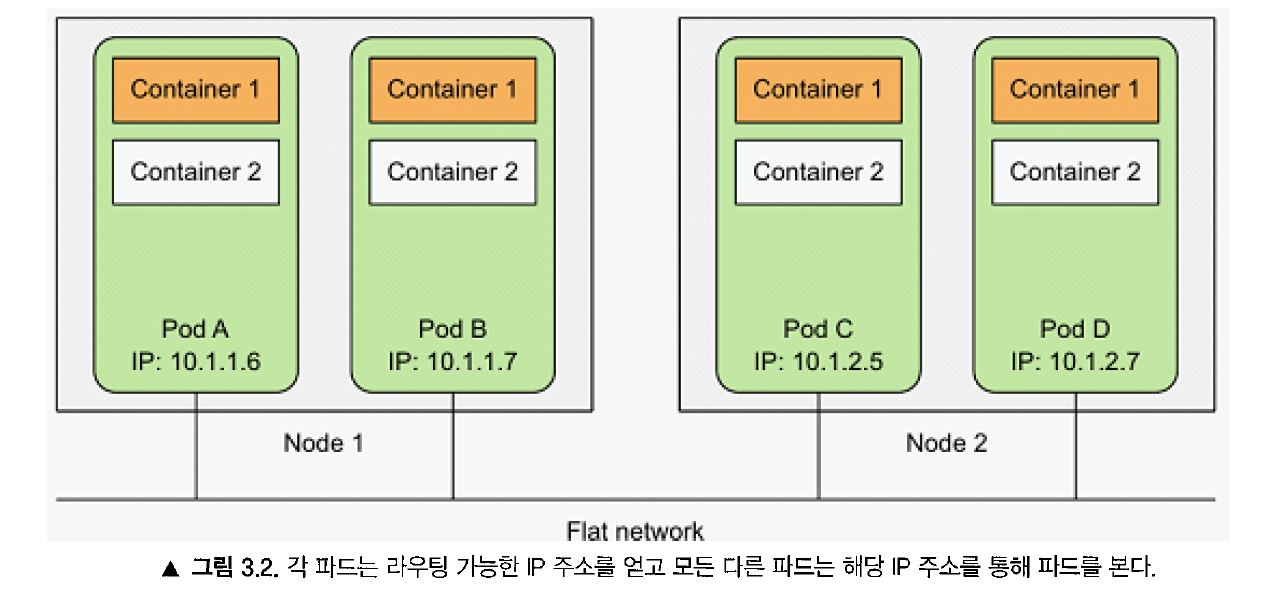 Container 1
Container 2
Pod A
IP: 10.1.1.6
Container 1
Container 2
Pod B
IP: 10.1.1.7
Node 1
Container 1
Container 2
Pod C
IP: 10.1.2.5
Container 1
Container 2
Pod D
IP: 10.1.2.7
Node 2
Flat network
▲ 그림 3.2. 각 파드는 라우팅 가능한 IP 주소를 얻고 모든 다른 파드는 해당 IP 주소를 통해 파드를 본다.